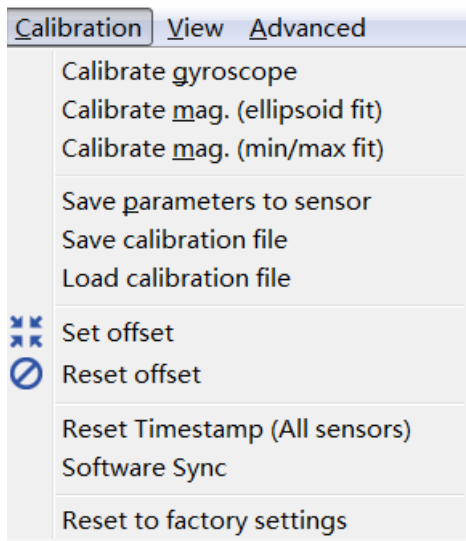 Calibration View Advanced
Calibrate gyroscope
Calibrate mag. (ellipsoid fit)
Calibrate mag. (min/max fit)
Save parameters to sensor
Save calibration file
Load calibration file
Set offset
Reset offset
Reset Timestamp (All sensors)
Software Sync
Reset to factory settings